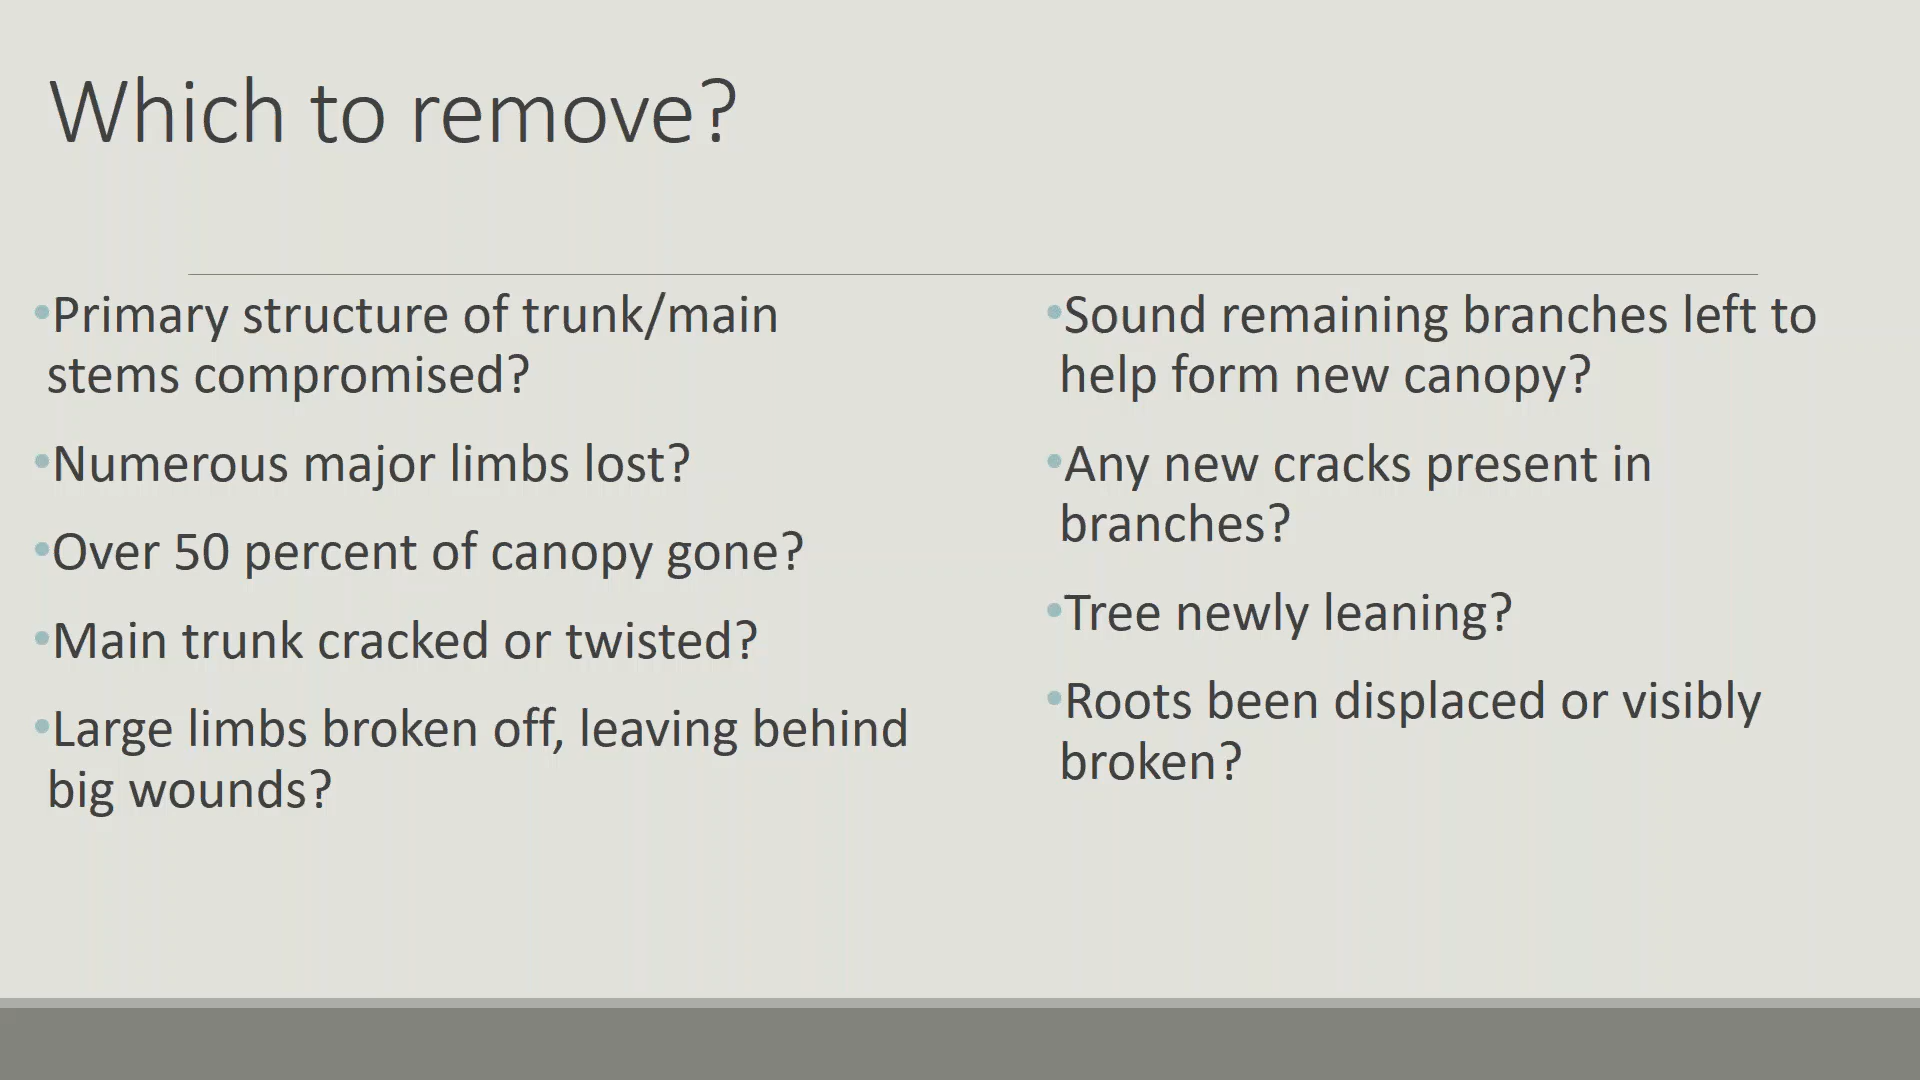 Which to remove?
•Primary structure of trunk/main
stems compromised?
•Numerous major limbs lost?
•Over 50 percent of canopy gone?
•Main trunk cracked or twisted?
•Large limbs broken off, leaving behind
big wounds?
•Sound remaining branches left to
help form new canopy?
•Any new cracks present in
branches?
•Tree newly leaning?
•Roots been displaced or visibly
broken?